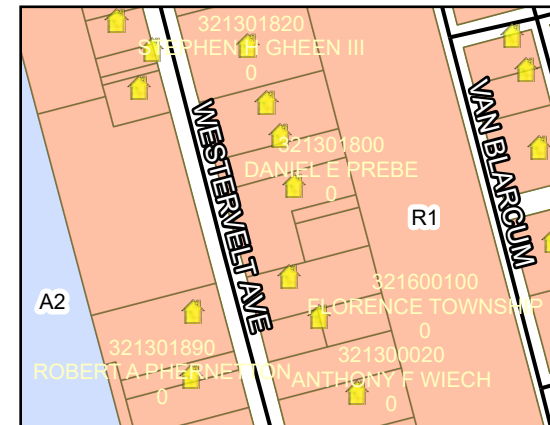 321301820
STEPHEN H GHEEN III
0
WESTERVELT AVE
VAN BLARCUM
321301800
DANIEL E PREBE
0
R1
A2
321600100
FLORENCE TOWNSHIP
0
321301890
ROBERT A PHERNETTON
0
321300020
ANTHONY F WIECH
0